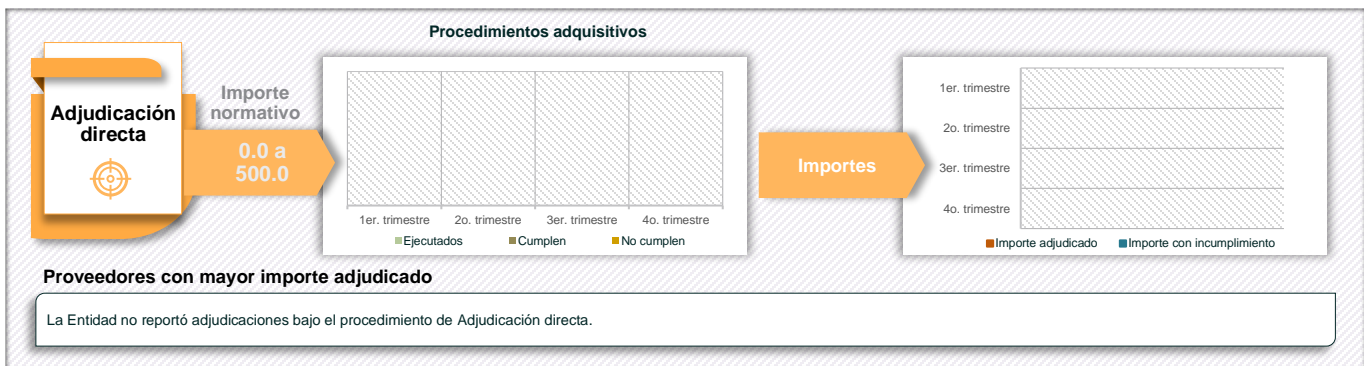 Procedimientos adquisitivos
Adjudicación
directa
Importe
normativo
0.0 a
500.0
1er. trimestre 2o. trimestre 3er. trimestre 4o. trimestre
Ejecutados Cumplen No cumplen
Importes
1er. trimestre
2o. trimestre
3er. trimestre
4o. trimestre
Importe adjudicado Importe con incumplimiento
Proveedores con mayor importe adjudicado
La Entidad no reportó adjudicaciones bajo el procedimiento de Adjudicación directa.